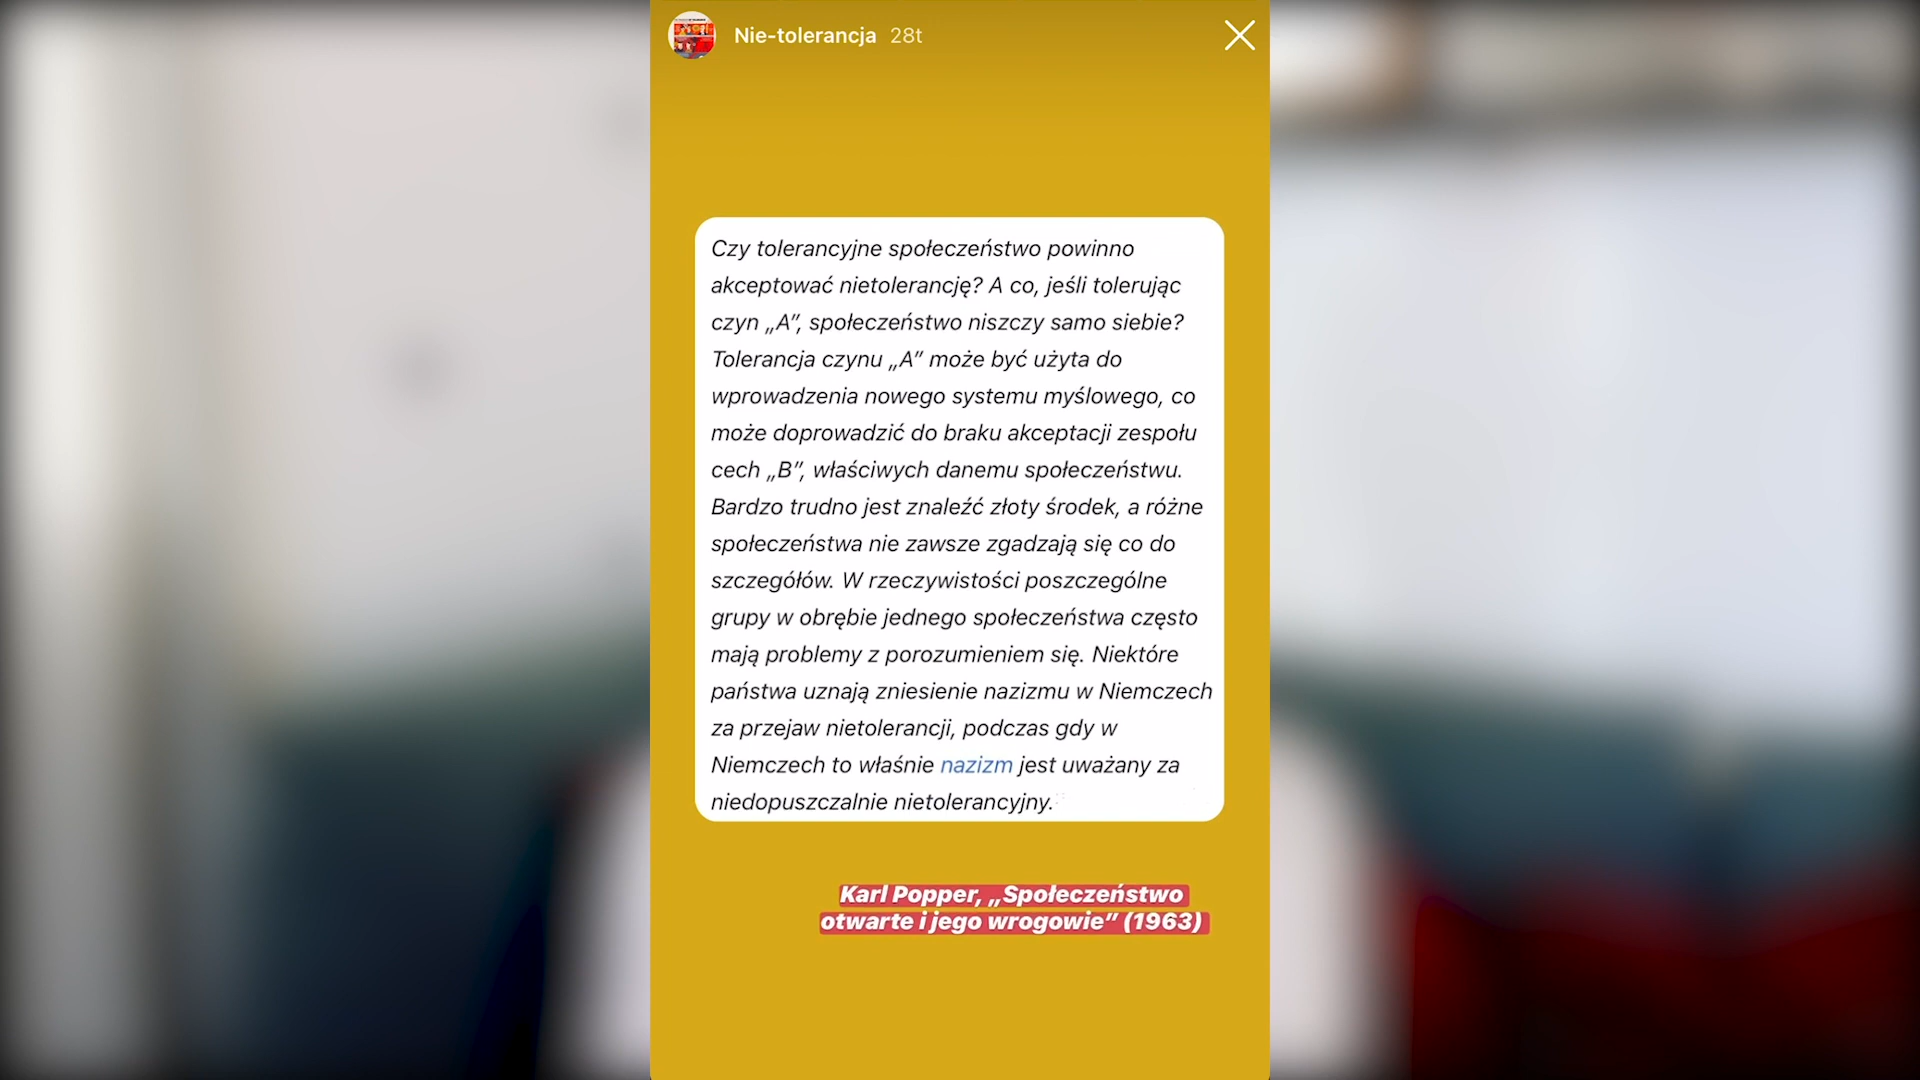 Nie-tolerancja 28t
Czy tolerancyjne społeczeństwo powinno
akceptować nietolerancję? A co, jeśli tolerując
czyn „A”, społeczeństwo niszczy samo siebie?
Tolerancja czynu „A” może być użyta do
wprowadzenia nowego systemu myślowego, co
może doprowadzić do braku akceptacji zespołu
cech „B”, właściwych danemu społeczeństwu.
Bardzo trudno jest znaleźć złoty środek, a różne
społeczeństwa nie zawsze zgadzają się co do
szczegółów. W rzeczywistości poszczególne
grupy w obrębie jednego społeczeństwa często
mają problemy z porozumieniem się. Niektóre
państwa uznają zniesienie nazizmu w Niemczech
za przejaw nietolerancji, podczas gdy w
Niemczech to właśnie nazizm jest uważany za
niedopuszczalnie nietolerancyjny.
Karl Popper, „Społeczeństwo
otwarte i jego wrogowie” (1963)